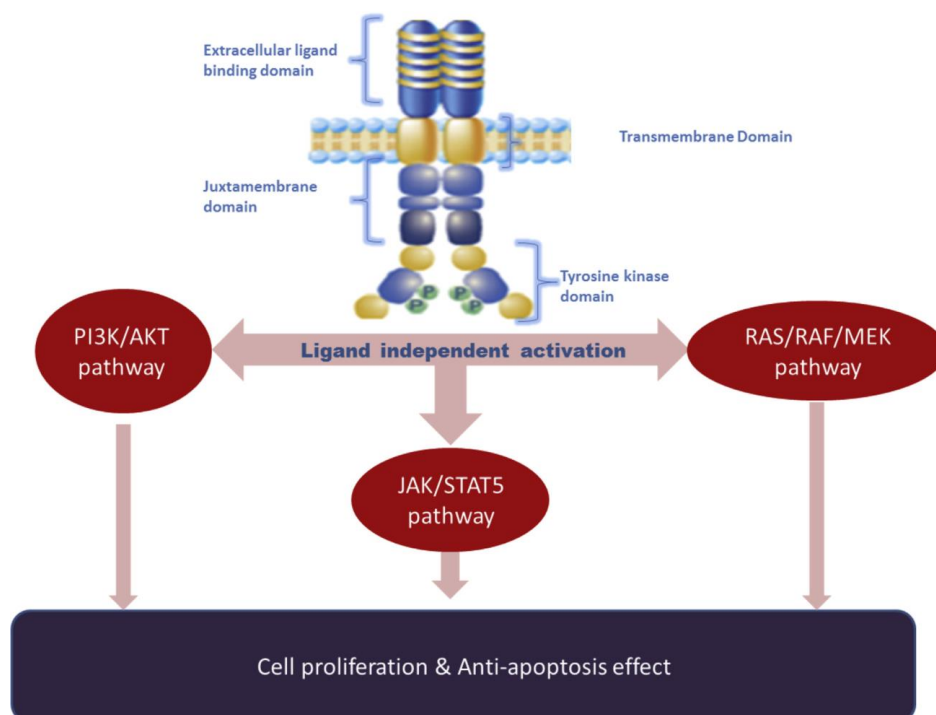 Extracellular ligand
binding domain
Transmembrane Domain
Juxtamembrane
domain
Tyrosine kinase
domain
P
P
P
P
PI3K/AKT
pathway
Ligand independent activation
RAS/RAF/MEK
pathway
JAK/STAT5
pathway
Cell proliferation & Anti-apoptosis effect